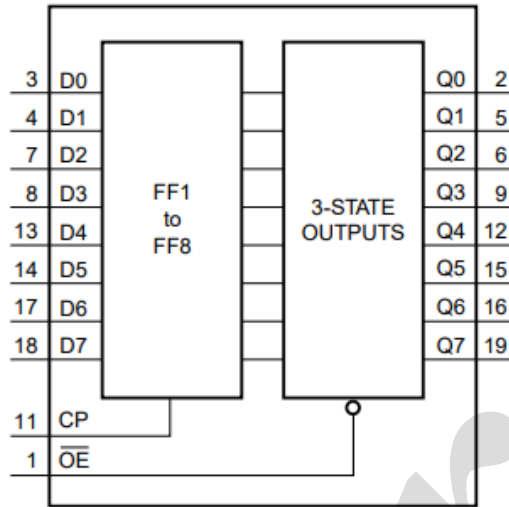 3 D0 Q0 2
4 D1 Q1 5
7 D2 Q2 6
8 D3 Q3 9
13 D4 Q4 12
14 D5 Q5 15
17 D6 Q6 16
18 D7 Q7 19
FF1
to
FF8
3-STATE
OUTPUTS
11 CP
1 O̅E̅